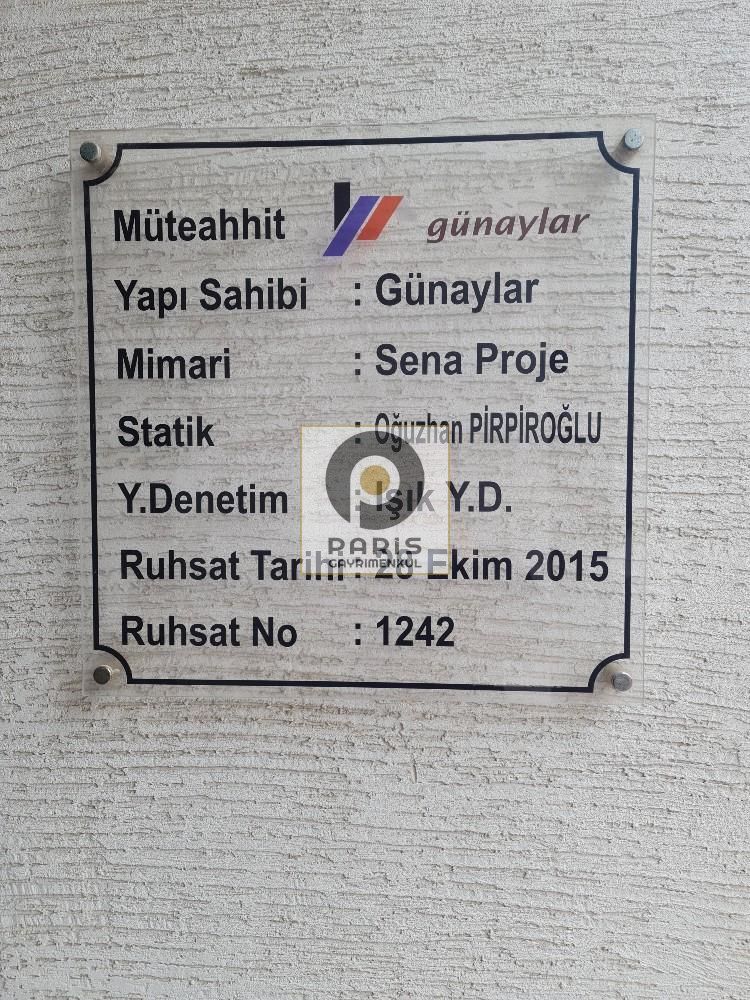 Müteahhit günaylar
Yapı Sahibi : Günaylar
Mimari : Sena Proje
Statik : Oğuzhan PİRPİROĞLU
Y.Denetim : Işık Y.D.
PARİS
GAYRİMENKUL
Ruhsat Tarihi : 28 Ekim 2015
Ruhsat No : 1242